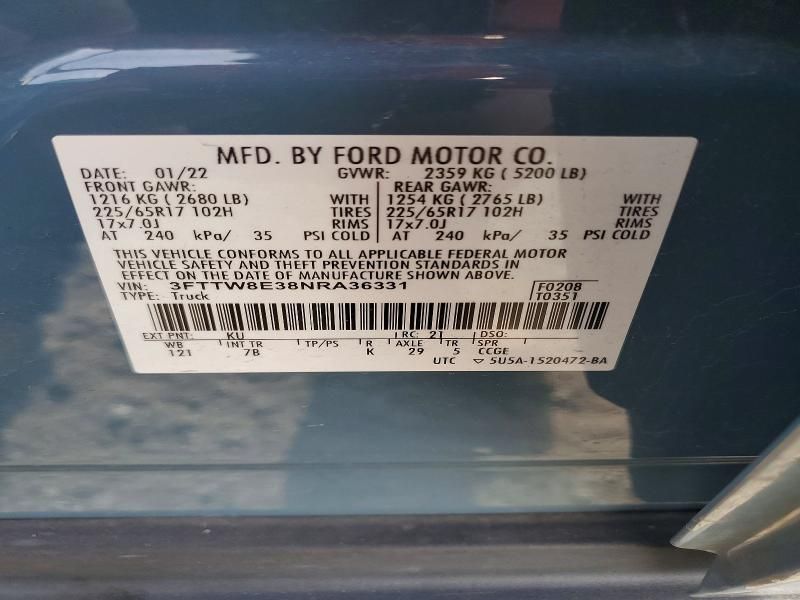 MFD. BY FORD MOTOR CO.
DATE: 01/22 GVWR: 2359 KG ( 5200 LB)
FRONT GAWR: REAR GAWR:
1216 KG ( 2680 LB) WITH 1254 KG ( 2765 LB) WITH
225/65R17 102H TIRES 225/65R17 102H TIRES
17x7.0J RIMS 17x7.0J RIMS
AT 240 kPa/ 35 PSI COLD AT 240 kPa/ 35 PSI COLD
THIS VEHICLE CONFORMS TO ALL APPLICABLE FEDERAL MOTOR
VEHICLE SAFETY AND THEFT PREVENTION STANDARDS IN
EFFECT ON THE DATE OF MANUFACTURE SHOWN ABOVE.
VIN: 3FTTW8E38NRA36331 F0208
TYPE: Truck T0351
EXT PNT: KU RC: 21 DSO:
WB INT TR TP/PS R AXLE TR SPR
121 7B K 29 5 CCGE
UTC ▽ 5U5A-1520472-BA